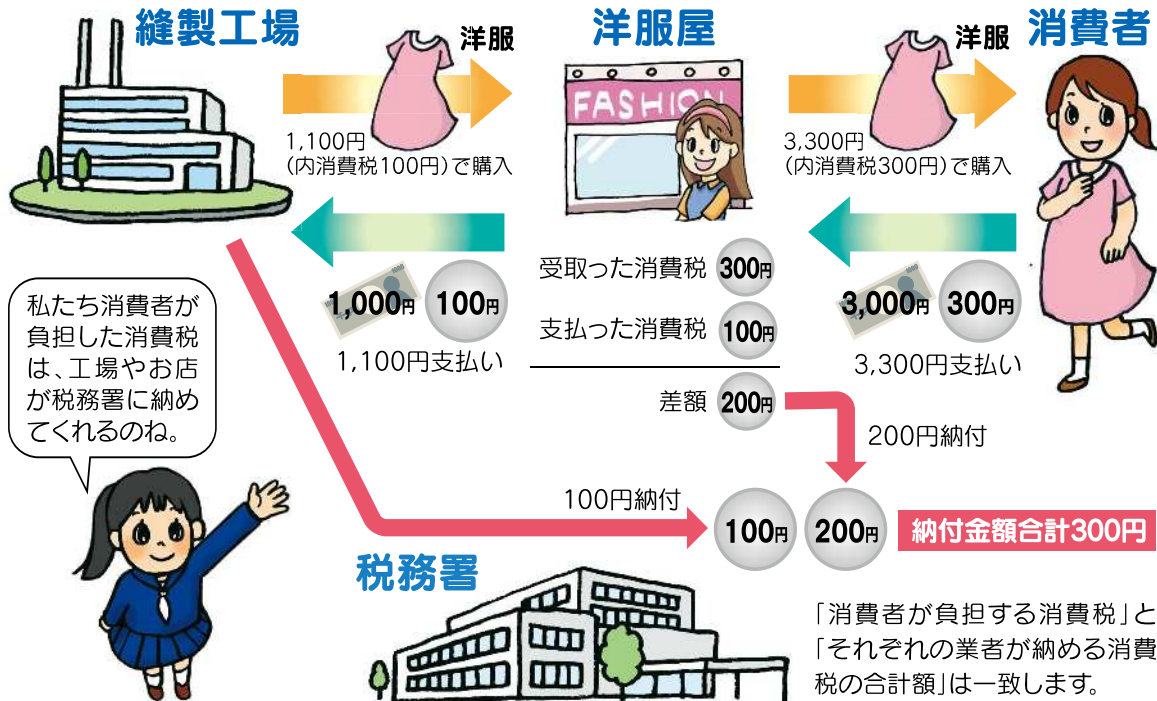 縫製工場
洋服
洋服屋
洋服
消費者
FASHION
1,100円
(内消費税100円)で購入
3,300円
(内消費税300円)で購入
1000
1,000円 100円
1,100円支払い
受取った消費税 300円
支払った消費税 100円
差額 200円
1000
3,000円 300円
3,300円支払い
私たち消費者が
負担した消費税
は、工場やお店
が税務署に納め
てくれるのね。
200円納付
100円納付
100円 200円 納付金額合計300円
税務署
「消費者が負担する消費税」と
「それぞれの業者が納める消費
税の合計額」は一致します。